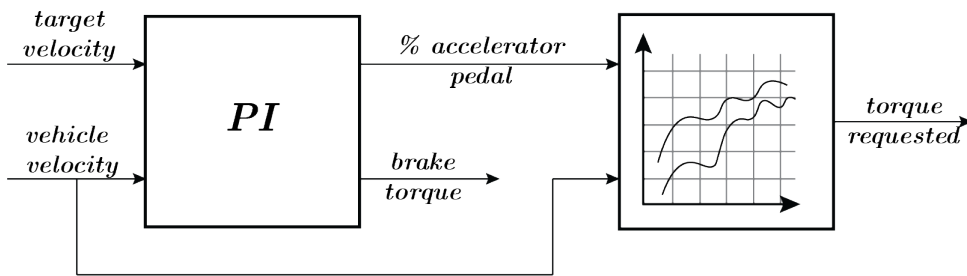 target
velocity
vehicle
velocity
PI
% accelerator
pedal
brake
torque
torque
requested